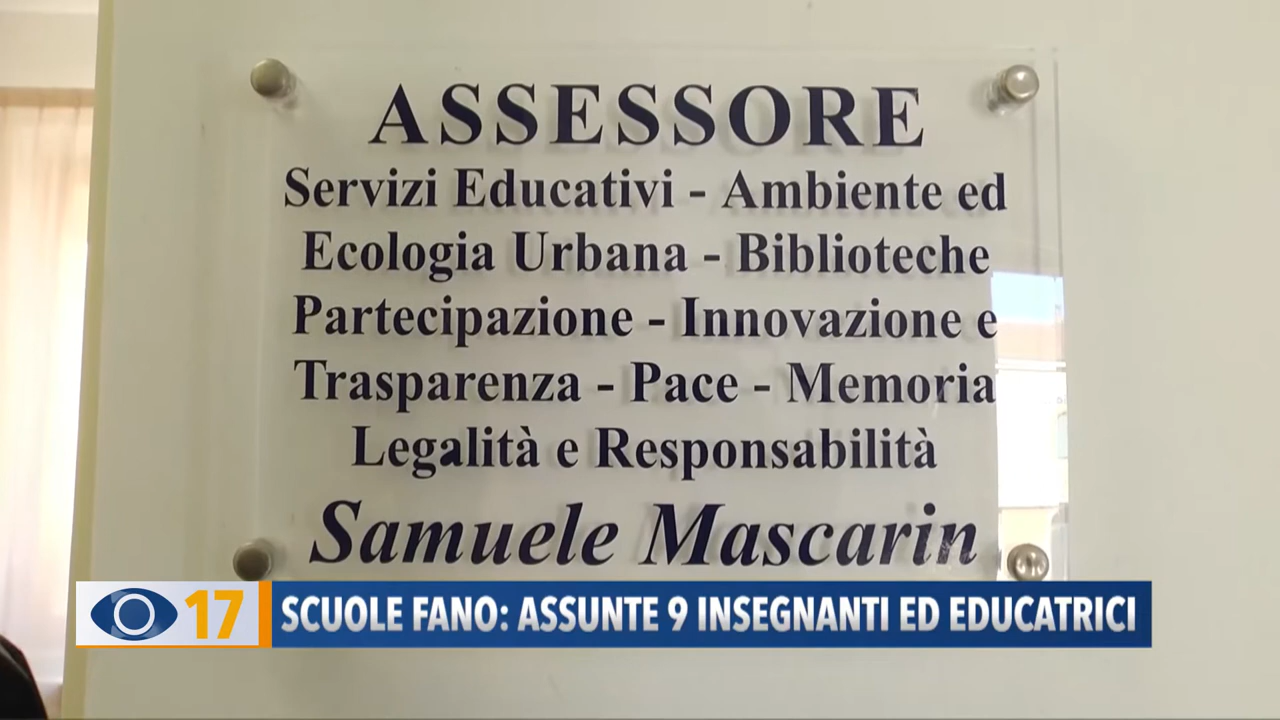 ASSESSORE
Servizi Educativi - Ambiente ed
Ecologia Urbana - Biblioteche
Partecipazione - Innovazione e
Trasparenza - Pace - Memoria
Legalità e Responsabilità
Samuele Mascarin
17 SCUOLE FANO: ASSUNTE 9 INSEGNANTI ED EDUCATRICI